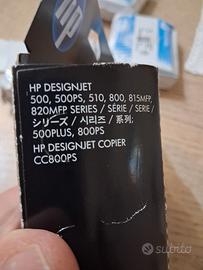 hp
HP DESIGNJET
500, 500PS, 510, 800, 815MFP,
820MFP SERIES / SÉRIE / SERIE /
シリーズ / 시리즈 / 系列;
500PLUS, 800PS
HP DESIGNJET COPIER
CC800PS
subito